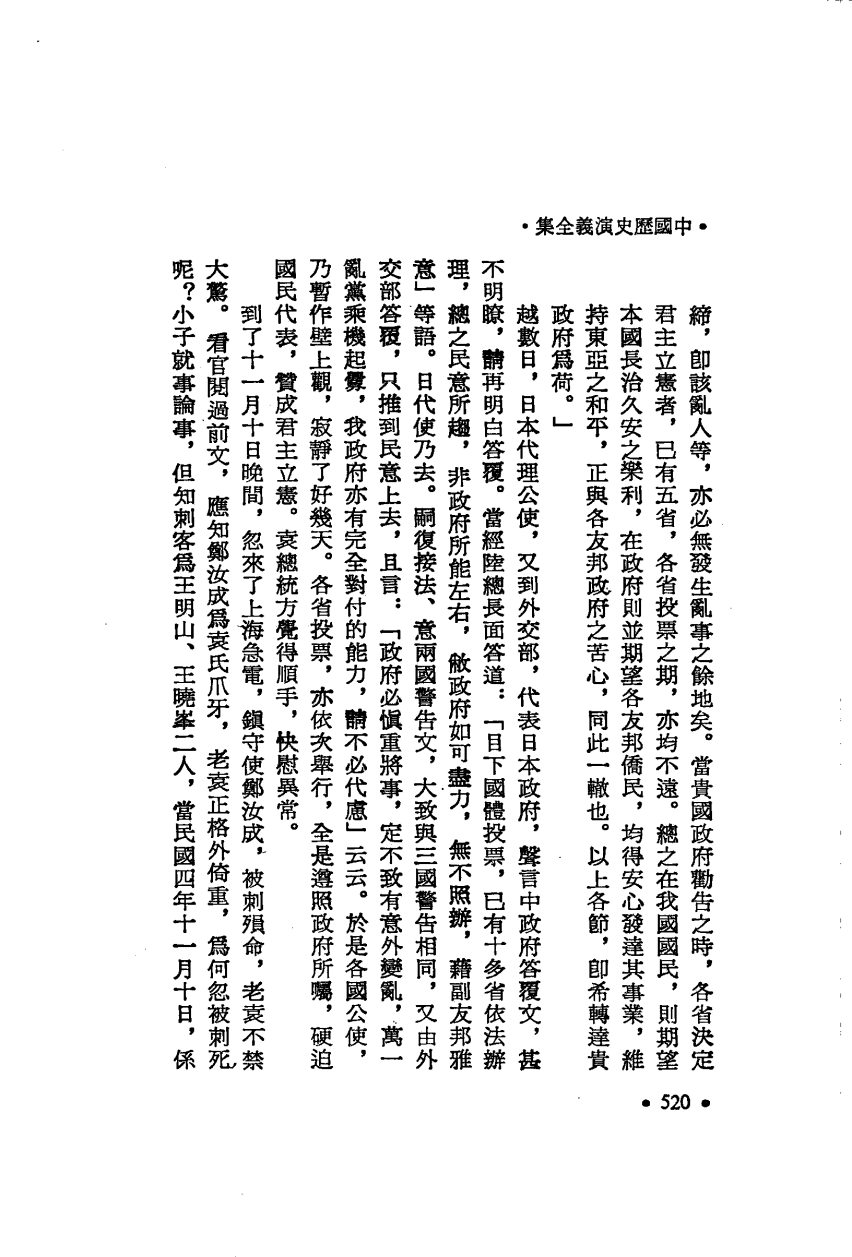 •中國歷史演義全集•
締，卽該亂人等，亦必無發生亂事之餘地矣。當貴國政府勸告之時，各省決定
君主立憲者，已有五省，各省投票之期，亦均不遠。總之在我國國民，則期望
本國長治久安之樂利，在政府則並期望各友邦僑民，均得安心發達其事業，維
持東亞之和平，正與各友邦政府之苦心，同此一轍也。以上各節，卽希轉達貴
政府爲荷。」
越數日，日本代理公使，又到外交部，代表日本政府，聲言中政府答覆文，甚
不明瞭，請再明白答覆。當經陸總長面答道：「目下國體投票，已有十多省依法辦
理，總之民意所趨，非政府所能左右，敝政府如可盡力，無不照辦，藉副友邦雅
意」等語。日代使乃去。嗣復接法、意兩國警告文，大致與三國警告相同，又由外
交部答覆，只推到民意上去，且言：「政府必愼重將事，定不致有意外變亂，萬一
亂黨乘機起釁，我政府亦有完全對付的能力，請不必代慮」云云。於是各國公使，
乃暫作壁上觀，寂靜了好幾天。各省投票，亦依次舉行，全是遵照政府所囑，硬迫
國民代表，贊成君主立憲。袁總統方覺得順手，快慰異常。
到了十一月十日晚間，忽來了上海急電，鎭守使鄭汝成，被刺殞命，老袁不禁
大驚。看官閱過前文，應知鄭汝成爲袁氏爪牙，老袁正格外倚重，爲何忽被刺死
呢？小子就事論事，但知刺客爲王明山、王曉峯二人，當民國四年十一月十日，係
•520•